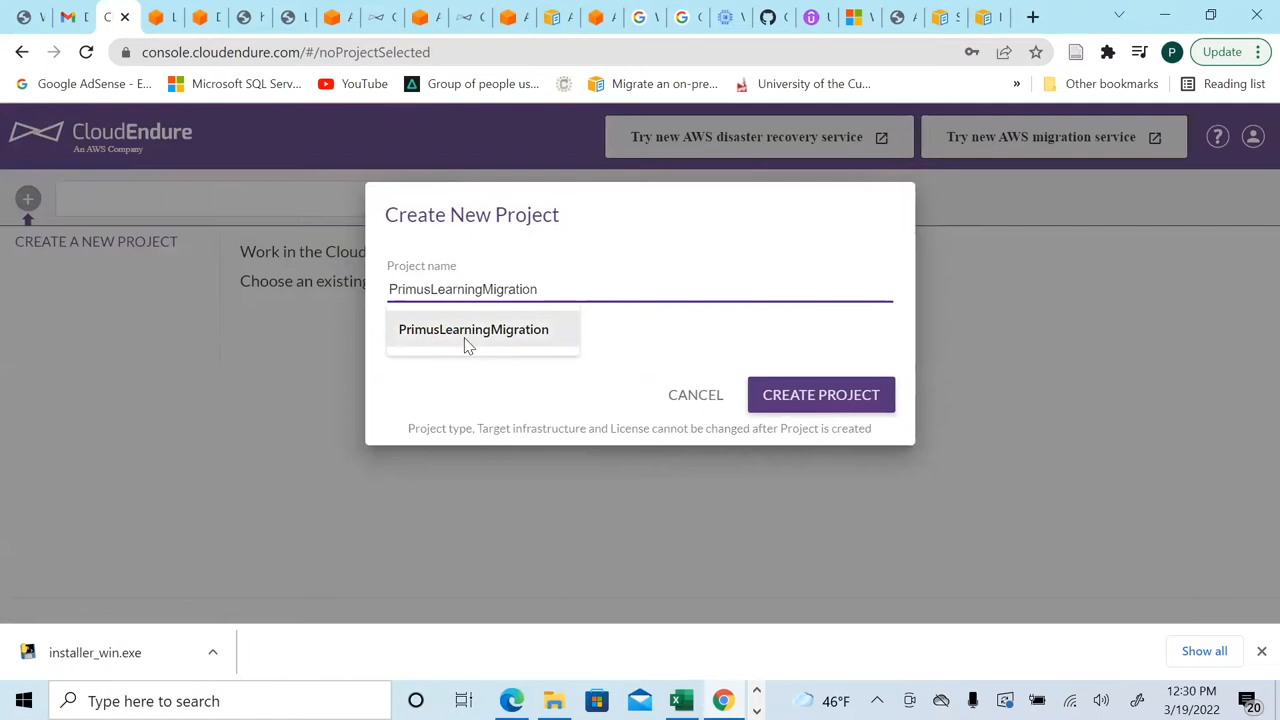 Google AdSense - E...
Microsoft SQL Serv...
YouTube
Group of people us...
Migrate an on-pre...
University of the Cu...
»
Other bookmarks
Reading list
console.cloudendure.com/#/noProjectSelected
P
Update
CloudEndure
An AWS Company
Try new AWS disaster recovery service
Try new AWS migration service
CREATE A NEW PROJECT
Work in the Cloud
Choose an existing
Create New Project
Project name
PrimusLearningMigration
PrimusLearningMigration
CANCEL
CREATE PROJECT
Project type, Target infrastructure and License cannot be changed after Project is created
installer_win.exe
Show all
Type here to search
46°F
12:30 PM
3/19/2022
20